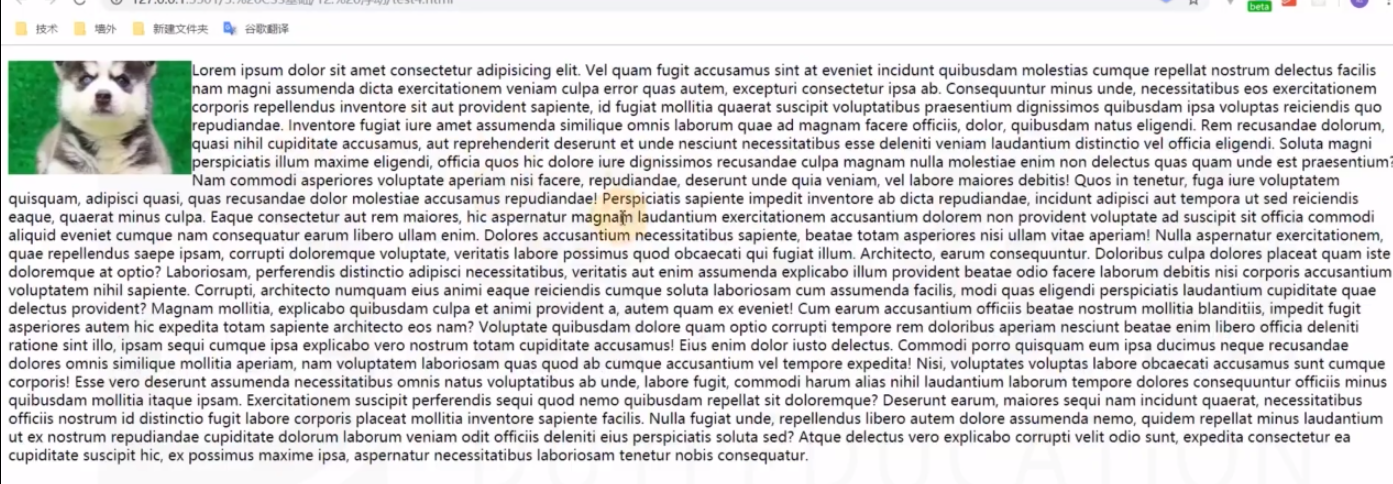 技术 墙外 新建文件夹 谷歌翻译
beta
Lorem ipsum dolor sit amet consectetur adipisicing elit. Vel quam fugit accusamus sint at eveniet incidunt quibusdam molestias cumque repellat nostrum delectus facilis
nam magni assumenda dicta exercitationem veniam culpa error quas autem, excepturi consectetur ipsa ab. Consequuntur minus unde, necessitatibus eos exercitationem
corporis repellendus inventore sit aut provident sapiente, id fugiat mollitia quaerat suscipit voluptatibus praesentium dignissimos quibusdam ipsa voluptas reiciendis quo
repudiandae. Inventore fugiat iure amet assumenda similique omnis laborum quae ad magnam facere officiis, dolor, quibusdam natus eligendi. Rem recusandae dolorum,
quasi nihil cupiditate accusamus, aut reprehenderit deserunt et unde nesciunt necessitatibus esse deleniti veniam laudantium distinctio vel officia eligendi. Soluta magni
perspiciatis illum maxime eligendi, officia quos hic dolore iure dignissimos recusandae culpa magnam nulla molestiae enim non delectus quas quam unde est praesentium?
Nam commodi asperiores voluptate aperiam nisi facere, repudiandae, deserunt unde quia veniam, vel labore maiores debitis! Quos in tenetur, fuga iure voluptatem
quisquam, adipisci quasi, quas recusandae dolor molestiae accusamus repudiandae! Perspiciatis sapiente impedit inventore ab dicta repudiandae, incidunt adipisci aut tempora ut sed reiciendis
eaque, quaerat minus culpa. Eaque consectetur aut rem maiores, hic aspernatur magnam laudantium exercitationem accusantium dolorem non provident voluptate ad suscipit sit officia commodi
aliquid eveniet cumque nam consequatur earum libero ullam enim. Dolores accusantium necessitatibus sapiente, beatae totam asperiores nisi ullam vitae aperiam! Nulla aspernatur exercitationem,
quae repellendus saepe ipsam, corrupti doloremque voluptate, veritatis labore possimus quod obcaecati qui fugiat illum. Architecto, earum consequuntur. Doloribus culpa dolores placeat quam iste
doloremque at optio? Laboriosam, perferendis distinctio adipisci necessitatibus, veritatis aut enim assumenda explicabo illum provident beatae odio facere laborum debitis nisi corporis accusantium
voluptatem nihil sapiente. Corrupti, architecto numquam eius animi eaque reiciendis cumque soluta laboriosam cum assumenda facilis, modi quas eligendi perspiciatis laudantium cupiditate quae
delectus provident? Magnam mollitia, explicabo quibusdam culpa et animi provident a, autem quam ex eveniet! Cum earum accusantium officiis beatae nostrum mollitia blanditiis, impedit fugit
asperiores autem hic expedita totam sapiente architecto eos nam? Voluptate quibusdam dolore quam optio corrupti tempore rem doloribus aperiam nesciunt beatae enim libero officia deleniti
ratione sint illo, ipsam sequi cumque ipsa explicabo vero nostrum totam cupiditate accusamus! Eius enim dolor iusto delectus. Commodi porro quisquam eum ipsa ducimus neque recusandae
dolores omnis similique mollitia aperiam, nam voluptatem laboriosam quas quod ab cumque accusantium vel tempore expedita! Nisi, voluptates voluptas labore obcaecati accusamus sunt cumque
corporis! Esse vero deserunt assumenda necessitatibus omnis natus voluptatibus ab unde, labore fugit, commodi harum alias nihil laudantium laborum tempore dolores consequuntur officiis minus
quibusdam mollitia itaque ipsam. Exercitationem suscipit perferendis sequi quod nemo quibusdam repellat sit doloremque? Deserunt earum, maiores sequi nam incidunt quaerat, necessitatibus
officiis nostrum id distinctio fugit labore corporis placeat mollitia inventore sapiente facilis. Nulla fugiat unde, repellendus libero autem dolore assumenda nemo, quidem repellat minus laudantium
ut ex nostrum repudiandae cupiditate dolorum laborum veniam odit officiis deleniti eius perspiciatis soluta sed? Atque delectus vero explicabo corrupti velit odio sunt, expedita consectetur ea
cupiditate suscipit hic, ex possimus maxime ipsa, aspernatur necessitatibus laboriosam tenetur nobis consequatur.